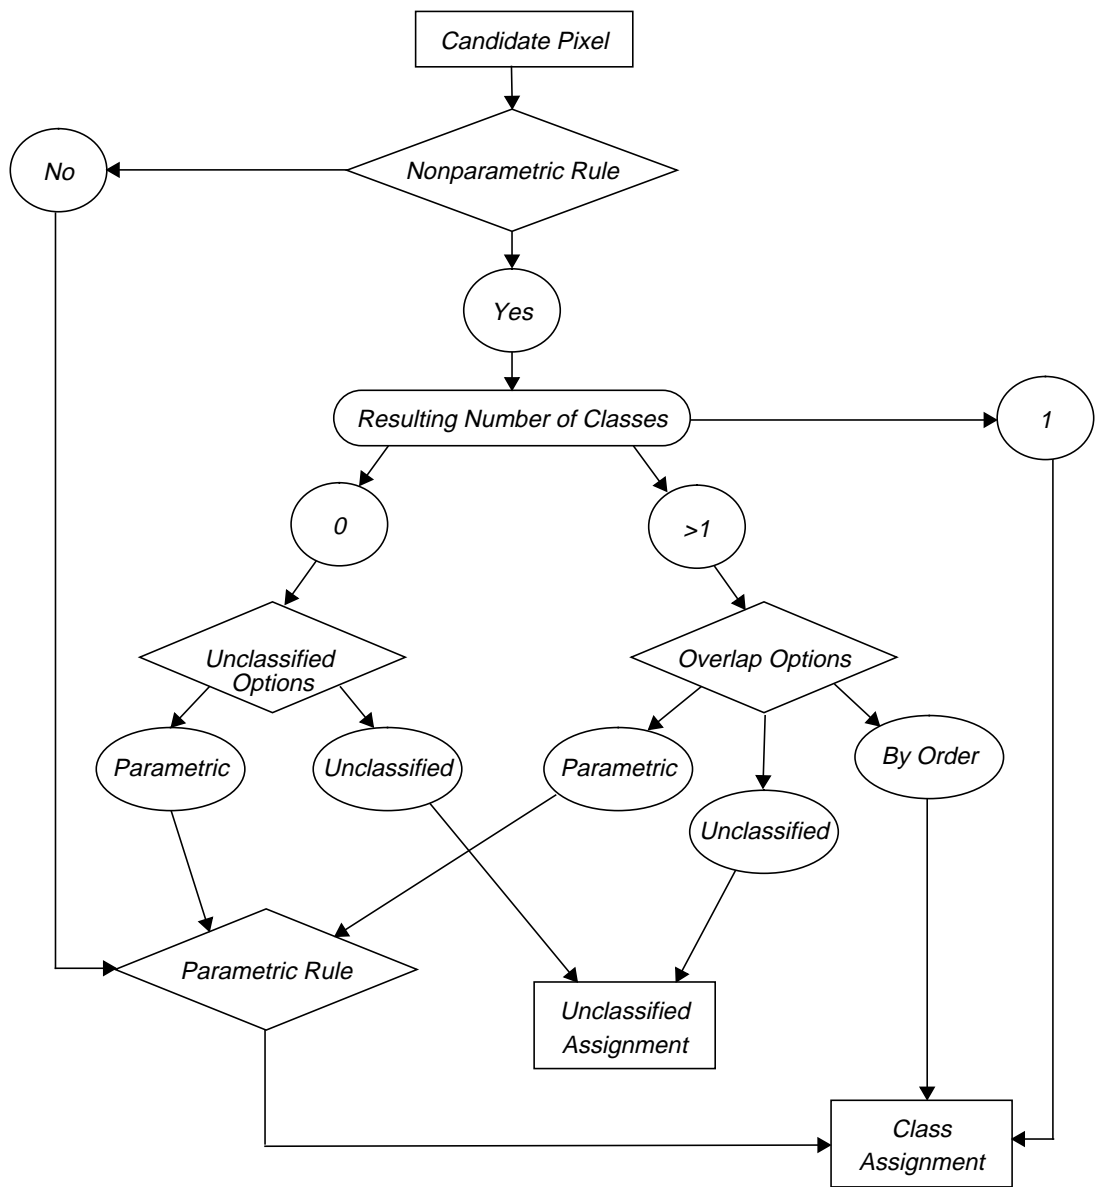 Candidate Pixel
Nonparametric Rule
No
Yes
Resulting Number of Classes
1
0
>1
Unclassified
Options
Overlap Options
Parametric
Unclassified
Parametric
By Order
Unclassified
Parametric Rule
Unclassified
Assignment
Class
Assignment